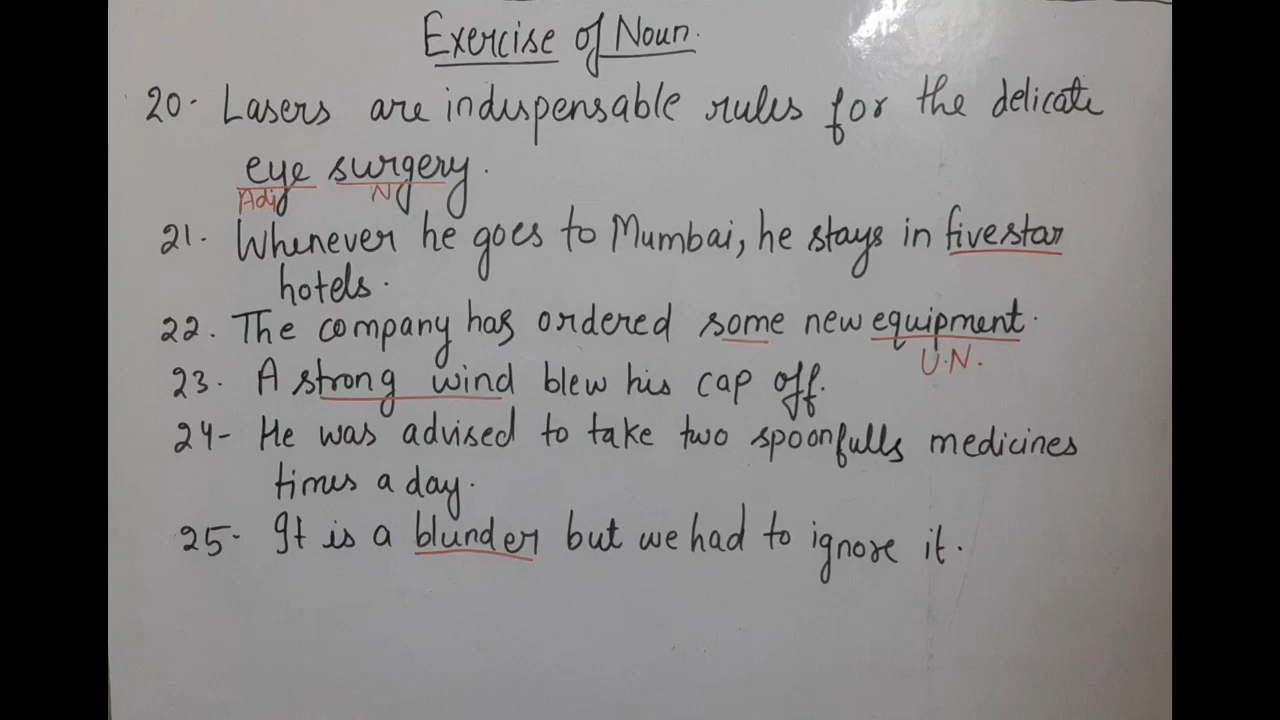 Exercise of Noun.
20. Lasers are indispensable rules for the delicate
eye surgery.
Adj N
21. Whenever he goes to Mumbai, he stays in fivestar
hotels.
22. The company has ordered some new equipment.
U.N.
23. A strong wind blew his cap off.
24- He was advised to take two spoonfulls medicines
times a day.
25- It is a blunder but we had to ignore it.